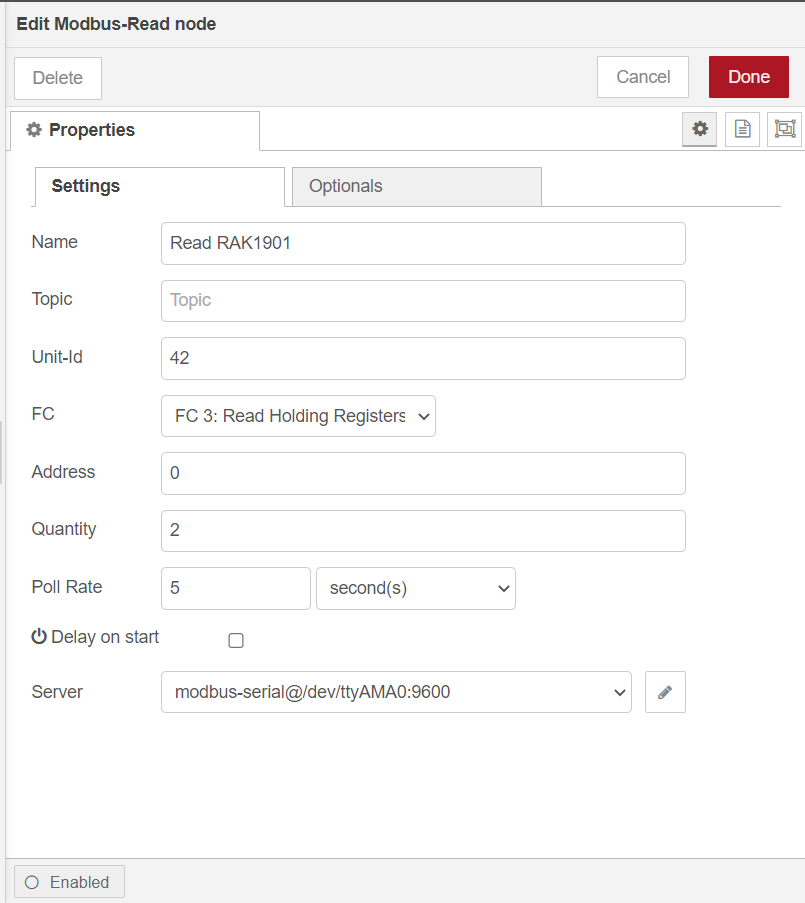 Edit Modbus-Read node
Delete
Cancel
Done
Properties
Settings
Optionals
Name
Read RAK1901
Topic
Topic
Unit-Id
42
FC
FC 3: Read Holding Registers
Address
0
Quantity
2
Poll Rate
5
second(s)
Delay on start
Server
modbus-serial@/dev/ttyAMA0:9600
Enabled